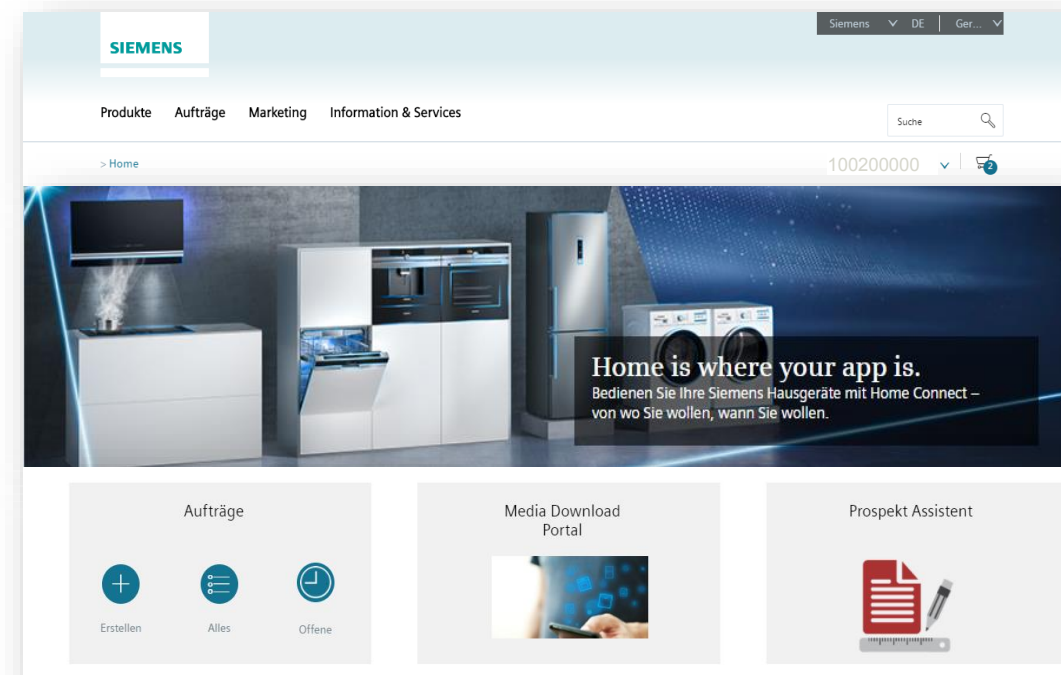 Siemens DE Ger...
SIEMENS
Produkte Aufträge Marketing Information & Services
Suche
> Home
100200000
2
Home is where your app is.
Bedienen Sie Ihre Siemens Hausgeräte mit Home Connect –
von wo Sie wollen, wann Sie wollen.
Aufträge
Erstellen Alles Offene
Media Download
Portal
Prospekt Assistent